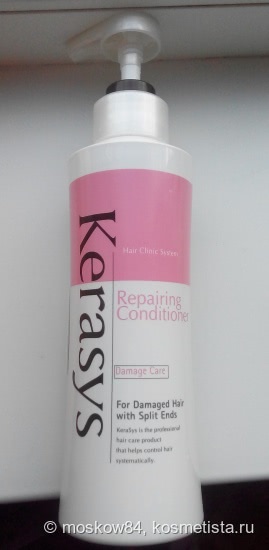 Kerasys
Hair Clinic System
Repairing
Conditioner
Damage Care
For Damaged Hair
with Split Ends
KeraSys is the professional
hair care product
that helps control hair
systematically.
© moskow84, kosmetista.ru